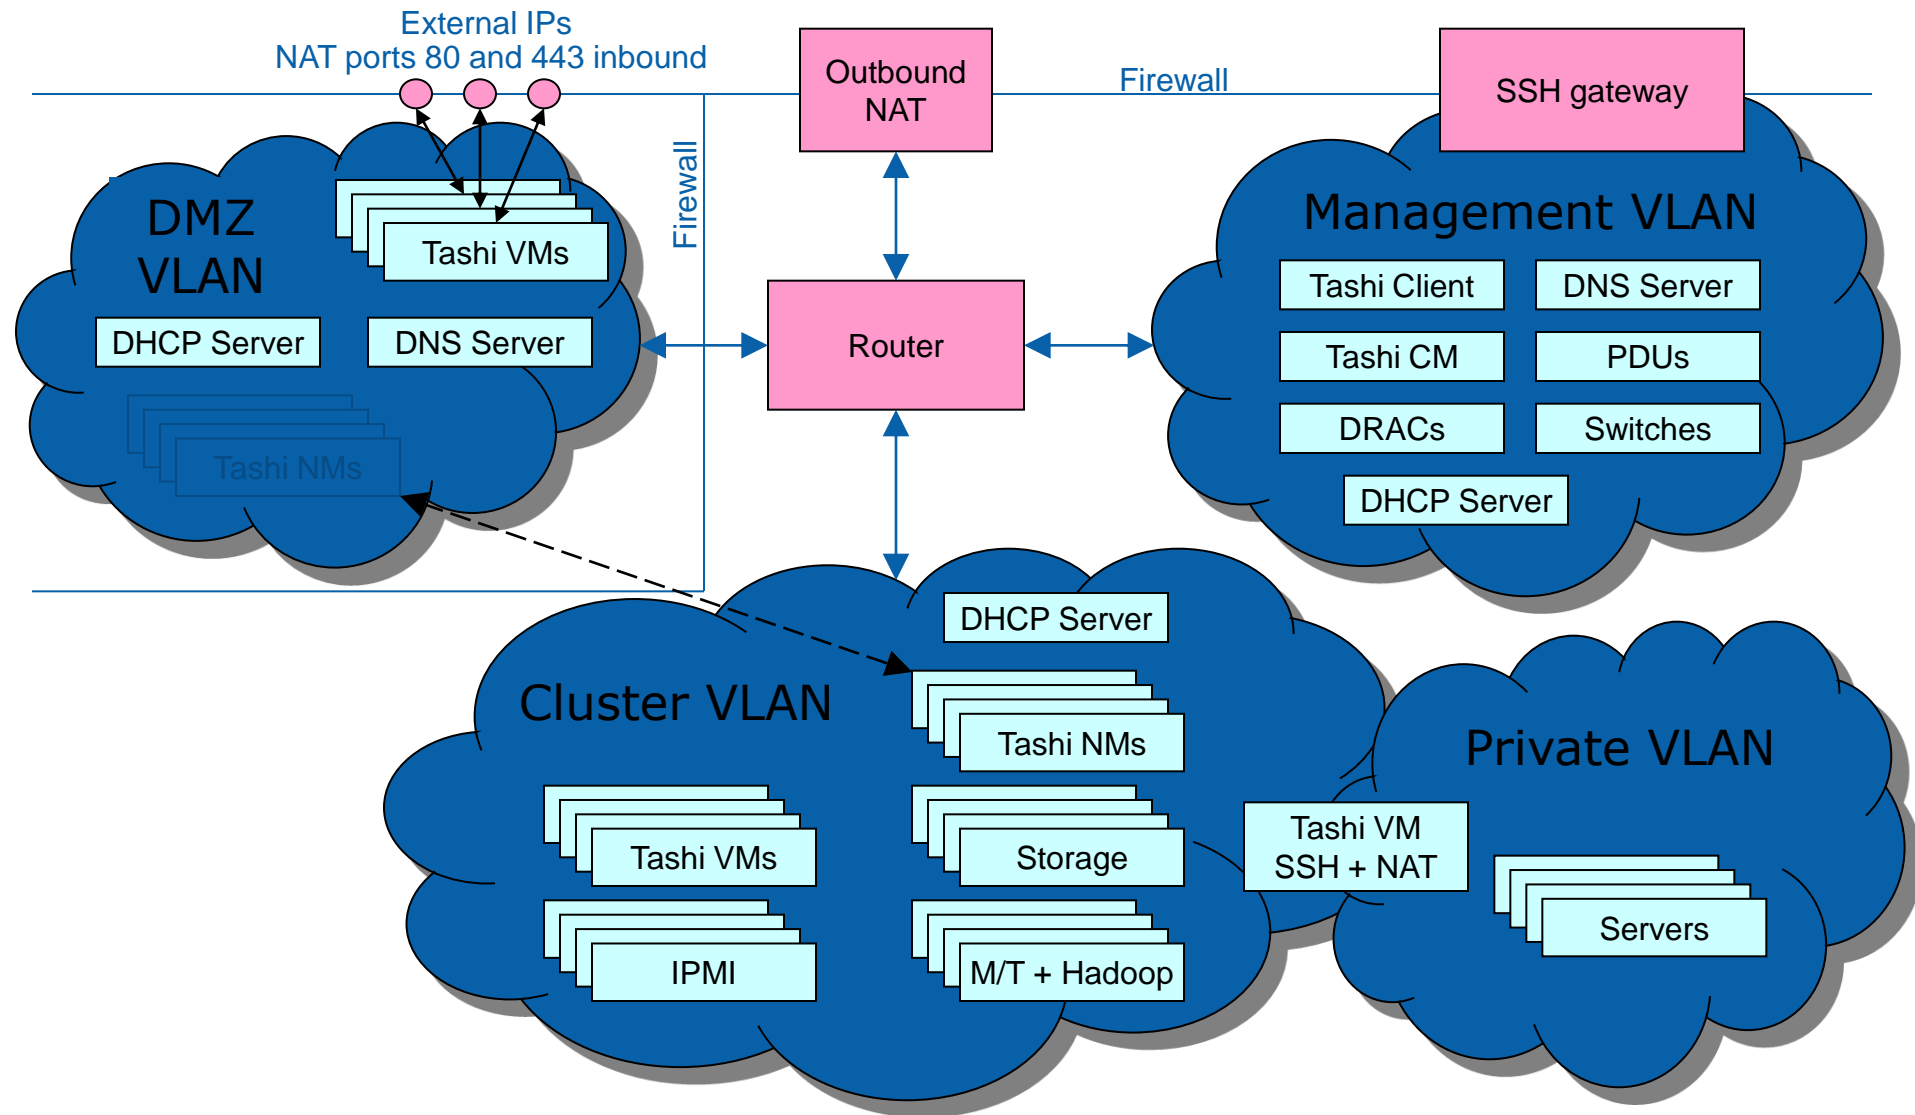 External IPs
NAT ports 80 and 443 inbound
Outbound
NAT
Firewall
SSH gateway
Firewall
DMZ
VLAN
Tashi VMs
DHCP Server
DNS Server
Tashi NMs
Router
Management VLAN
Tashi Client
DNS Server
Tashi CM
PDUs
DRACs
Switches
DHCP Server
DHCP Server
Cluster VLAN
Tashi NMs
Tashi VMs
Storage
IPMI
M/T + Hadoop
Tashi VM
SSH + NAT
Private VLAN
Servers